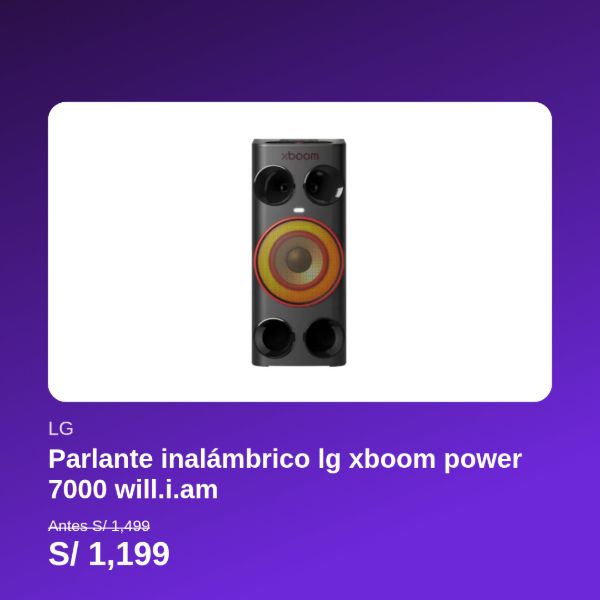 xboom
LG
Parlante inalámbrico lg xboom power
7000 will.i.am
Antes S/ 1,499
S/ 1,199